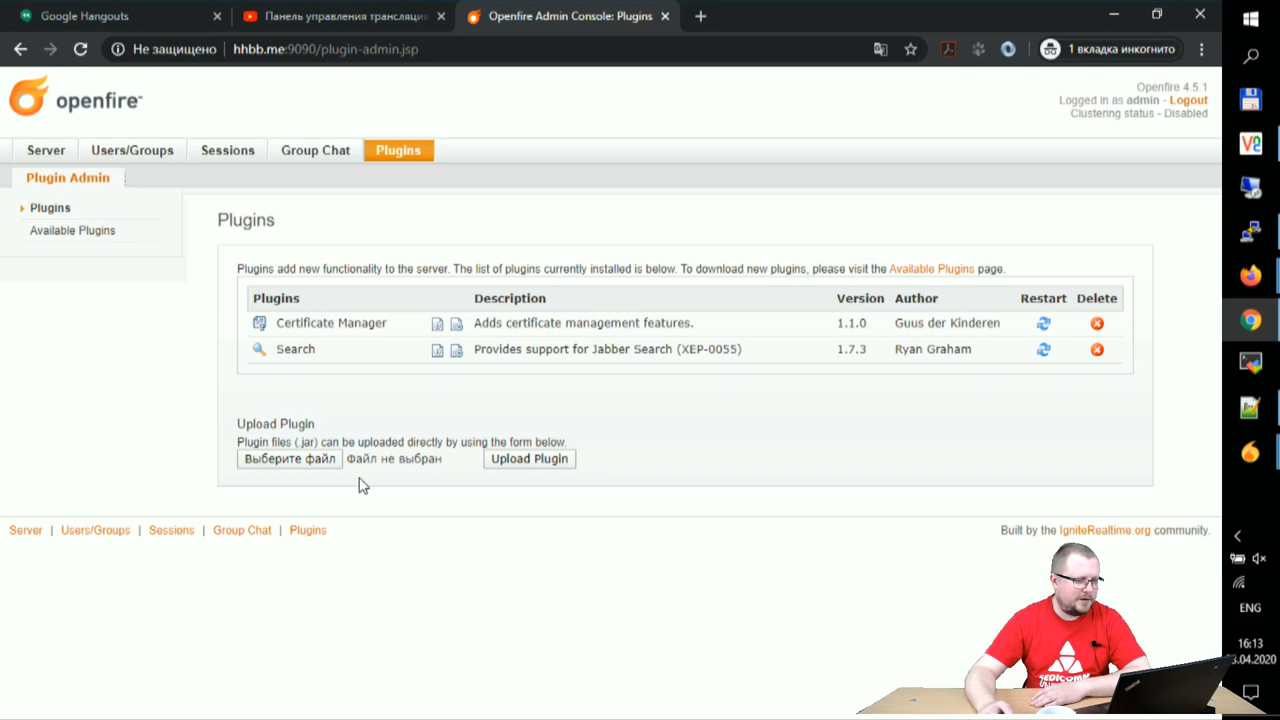 Google Hangouts
Панель управления трансляци
Openfire Admin Console: Plugins
Не защищено
hhbb.me:9090/plugin-admin.jsp
1 вкладка инкогнито
openfire
Openfire 4.5.1
Logged in as admin - Logout
Clustering status - Disabled
Server
Users/Groups
Sessions
Group Chat
Plugins
Plugin Admin
Plugins
Available Plugins
Plugins
Plugins add new functionality to the server. The list of plugins currently installed is below. To download new plugins, please visit the Available Plugins page.
Plugins Description Version Author Restart Delete
Certificate Manager Adds certificate management features. 1.1.0 Guus der Kinderen
Search Provides support for Jabber Search (XEP-0055) 1.7.3 Ryan Graham
Upload Plugin
Plugin files (.jar) can be uploaded directly by using the form below.
Выберите файл Файл не выбран Upload Plugin
Server | Users/Groups | Sessions | Group Chat | Plugins
Built by the IgniteRealtime.org community.
ENG
16:13
.04.2020
SEDICOMM